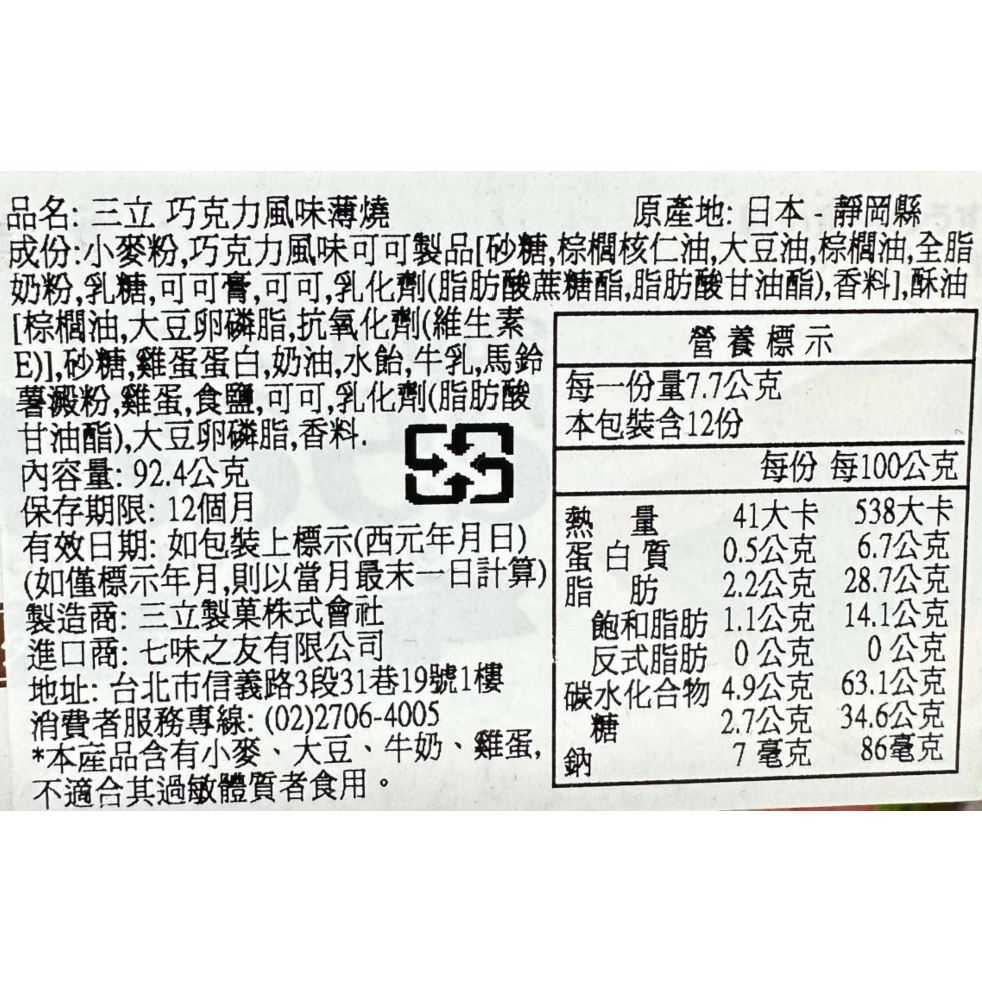 品名: 三立 巧克力風味薄燒
原產地: 日本 - 靜岡縣
成份:小麥粉,巧克力風味可可製品[砂糖,棕櫚核仁油,大豆油,棕櫚油,全脂
奶粉,乳糖,可可膏,可可,乳化劑(脂肪酸蔗糖酯,脂肪酸甘油酯),香料],酥油
[棕櫚油,大豆卵磷脂,抗氧化劑(維生素
E)],砂糖,雞蛋蛋白,奶油,水飴,牛乳,馬鈴
薯澱粉,雞蛋,食鹽,可可,乳化劑(脂肪酸
甘油酯),大豆卵磷脂,香料.
內容量: 92.4公克
保存期限: 12個月
有效日期: 如包裝上標示(西元年月日)
(如僅標示年月,則以當月最末一日計算)
製造商: 三立製菓株式會社
進口商: 七味之友有限公司
地址: 台北市信義路3段31巷19號1樓
消費者服務專線: (02)2706-4005
*本產品含有小麥、大豆、牛奶、雞蛋,
不適合其過敏體質者食用。
營養標示
每一份量7.7公克
本包裝含12份
每份 每100公克
熱量 41大卡 538大卡
蛋白質 0.5公克 6.7公克
脂肪 2.2公克 28.7公克
飽和脂肪 1.1公克 14.1公克
反式脂肪 0公克 0公克
碳水化合物 4.9公克 63.1公克
糖 2.7公克 34.6公克
鈉 7毫克 86毫克